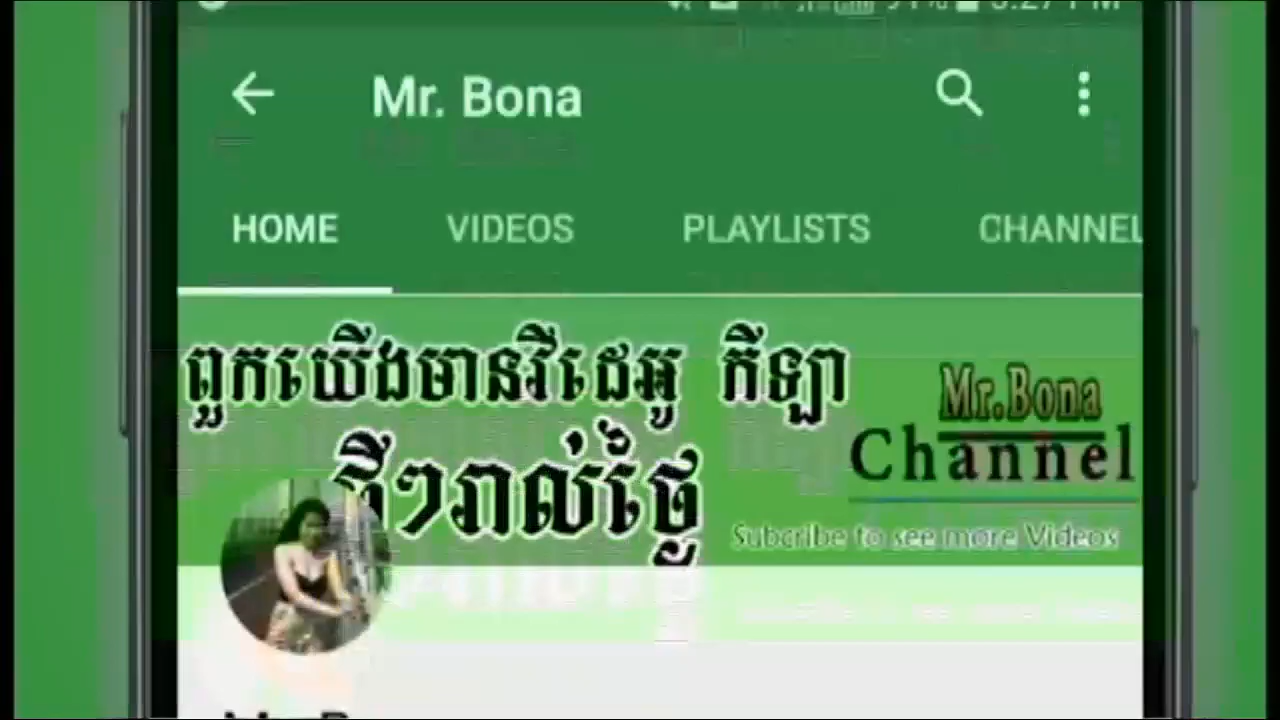 Mr. Bona
HOME VIDEOS PLAYLISTS CHANNEL
ពួកយើងមានវីដេអូ កីឡា
ថ្មីៗរាល់ថ្ងៃ
Mr.Bona
Channel
Subcribe to see more Videos